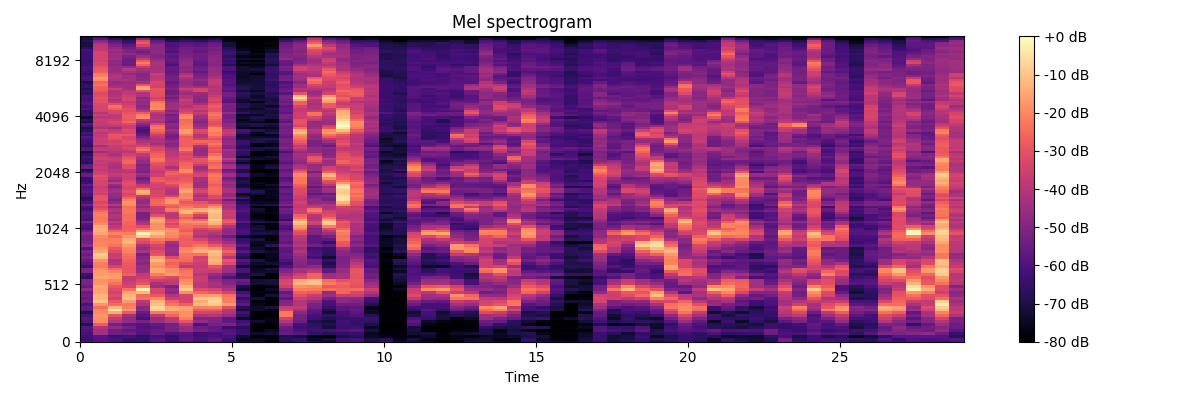 Mel spectrogram
+0 dB
8192
-10 dB
4096
-20 dB
-30 dB
2048
Hz
-40 dB
1024
-50 dB
-60 dB
512
-70 dB
0
-80 dB
0 5 10 15 20 25
Time